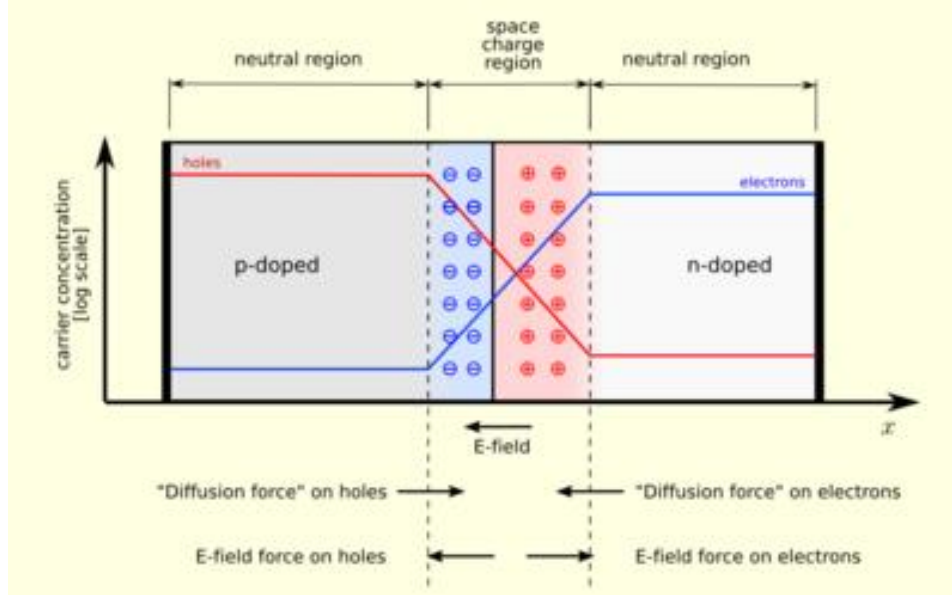 space
charge
region
neutral region
neutral region
holes
electrons
p-doped
n-doped
carrier concentration
[log scale]
x
E-field
"Diffusion force" on holes
"Diffusion force" on electrons
E-field force on holes
E-field force on electrons